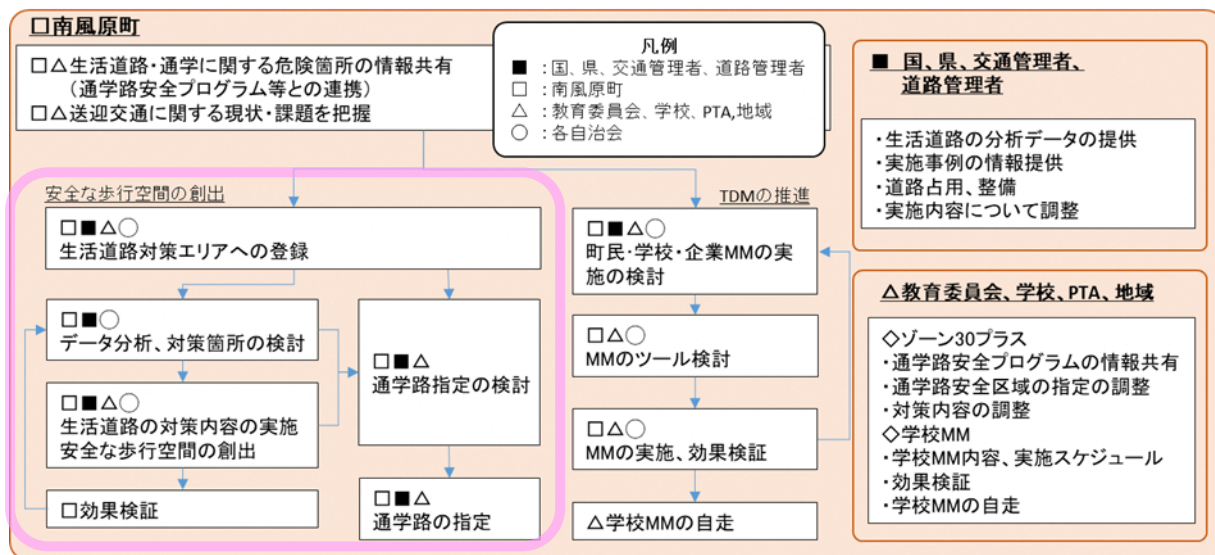 □南風原町
□△生活道路・通学に関する危険箇所の情報共有
（通学路安全プログラム等との連携）
□△送迎交通に関する現状・課題を把握
凡例
■：国、県、交通管理者、道路管理者
□：南風原町
△：教育委員会、学校、PTA,地域
○：各自治会
安全な歩行空間の創出
□■△○
生活道路対策エリアへの登録
□■○
データ分析、対策箇所の検討
□■△○
生活道路の対策内容の実施
安全な歩行空間の創出
□効果検証
□■△
通学路指定の検討
□■△
通学路の指定
TDMの推進
□■△○
町民・学校・企業MMの実
施の検討
□△○
MMのツール検討
□△○
MMの実施、効果検証
△学校MMの自走
■ 国、県、交通管理者、
道路管理者
・生活道路の分析データの提供
・実施事例の情報提供
・道路占用、整備
・実施内容について調整
△教育委員会、学校、PTA、地域
◇ゾーン30プラス
・通学路安全プログラムの情報共有
・通学路安全区域の指定の調整
・対策内容の調整
◇学校MM
・学校MM内容、実施スケジュール
・効果検証
・学校MMの自走